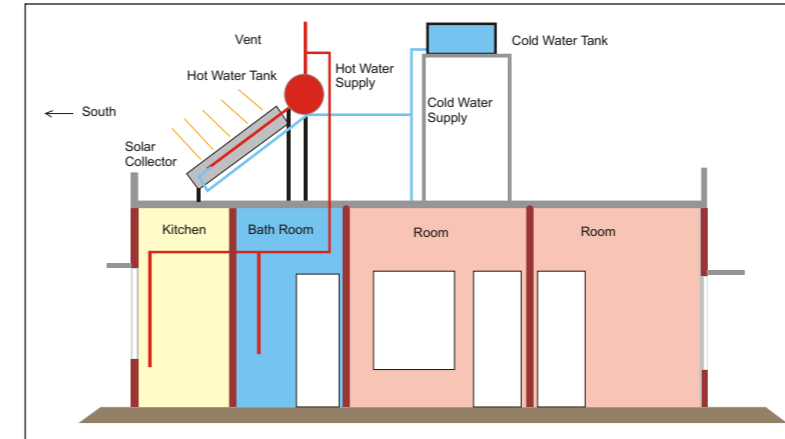 Vent
Cold Water Tank
Hot Water Tank
Hot Water
Supply
Cold Water
Supply
South
Solar
Collector
Kitchen
Bath Room
Room
Room